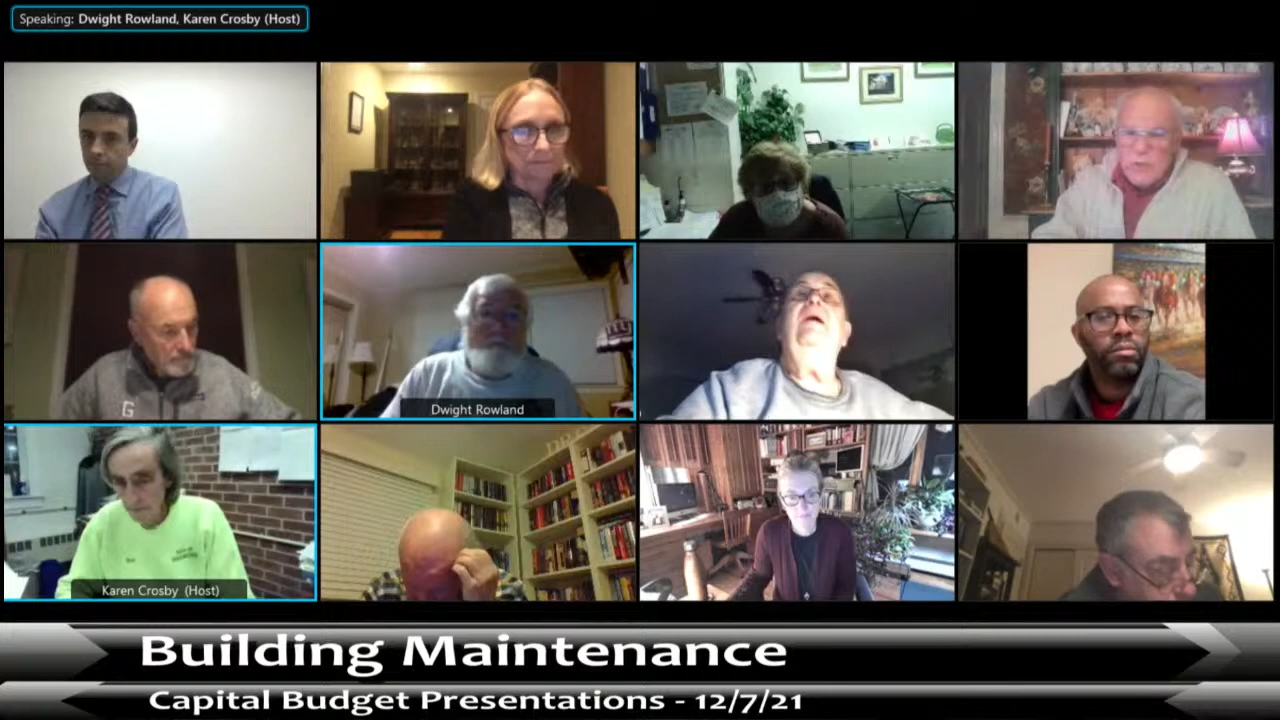 Speaking: Dwight Rowland, Karen Crosby (Host)
G
Dwight Rowland
Karen Crosby (Host)
Building Maintenance
Capital Budget Presentations - 12/7/21